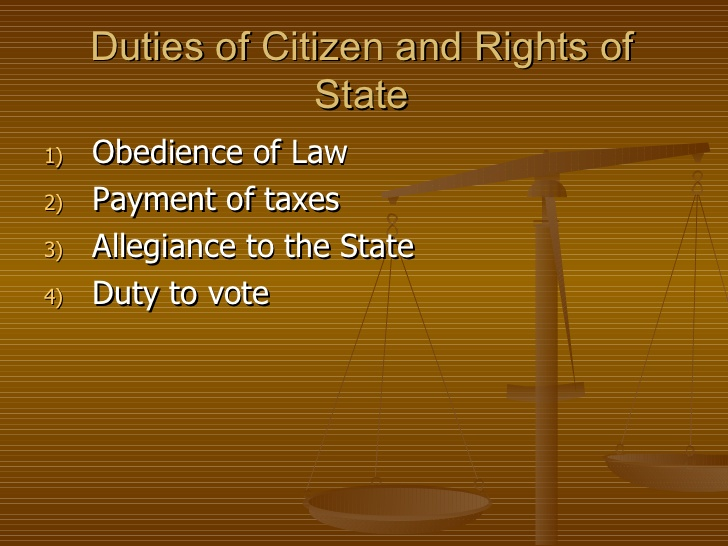 Duties of Citizen and Rights of
State
1) Obedience of Law
2) Payment of taxes
3) Allegiance to the State
4) Duty to vote